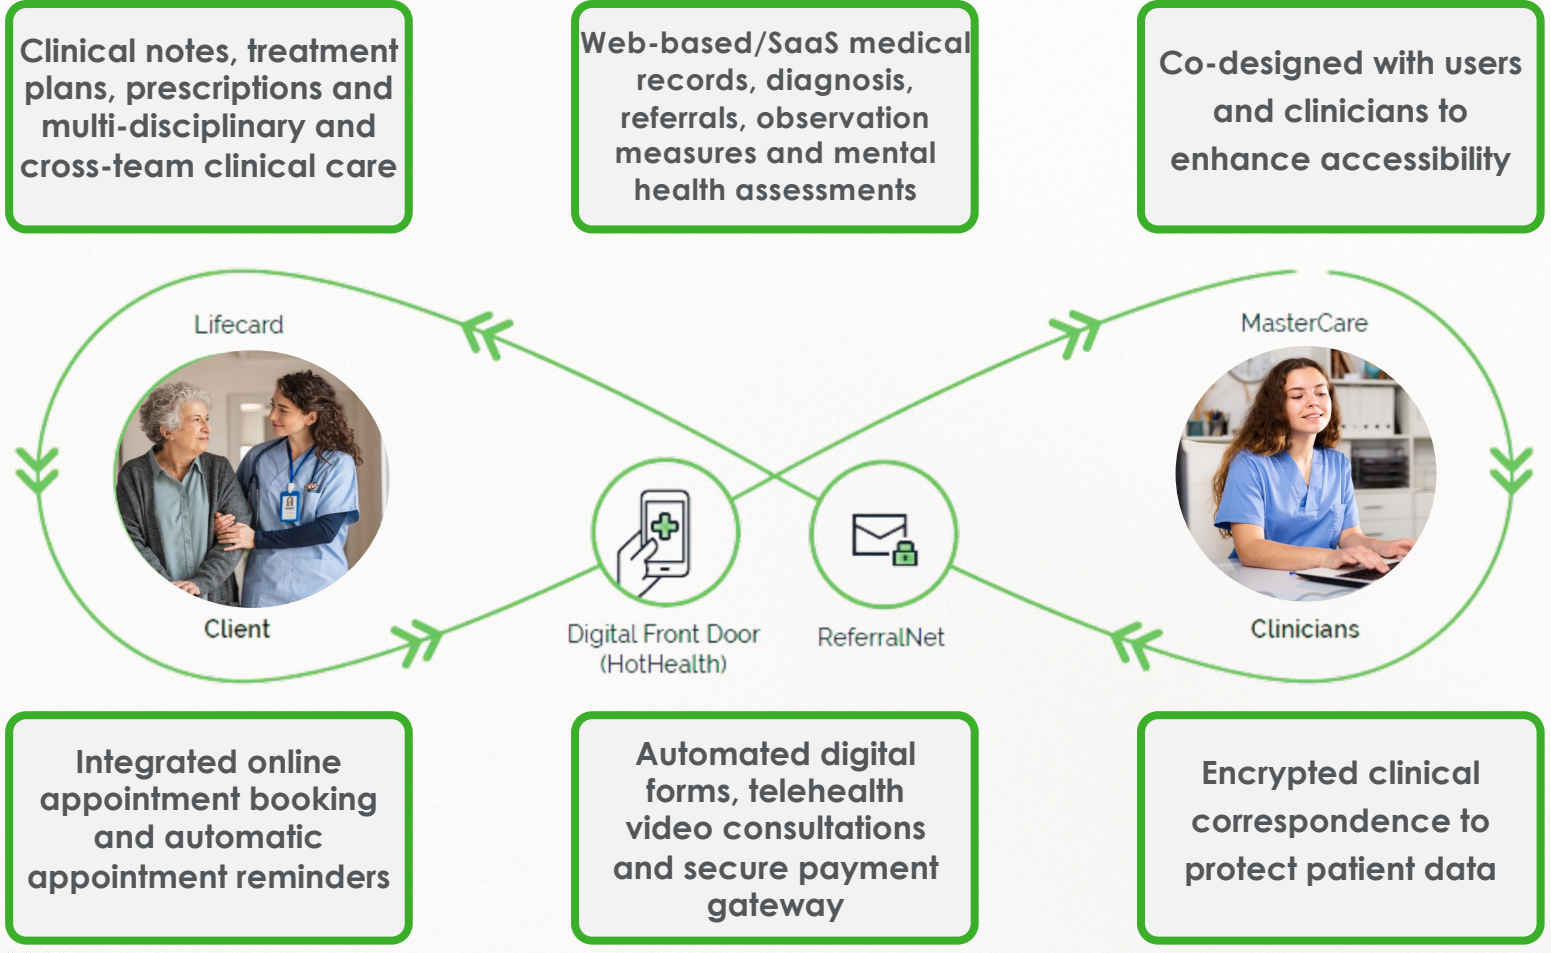 Clinical notes, treatment
plans, prescriptions and
multi-disciplinary and
cross-team clinical care
Web-based/SaaS medical
records, diagnosis,
referrals, observation
measures and mental
health assessments
Co-designed with users
and clinicians to
enhance accessibility
Lifecard
MasterCare
Client
Digital Front Door
(HotHealth)
ReferralNet
Clinicians
Integrated online
appointment booking
and automatic
appointment reminders
Automated digital
forms, telehealth
video consultations
and secure payment
gateway
Encrypted clinical
correspondence to
protect patient data